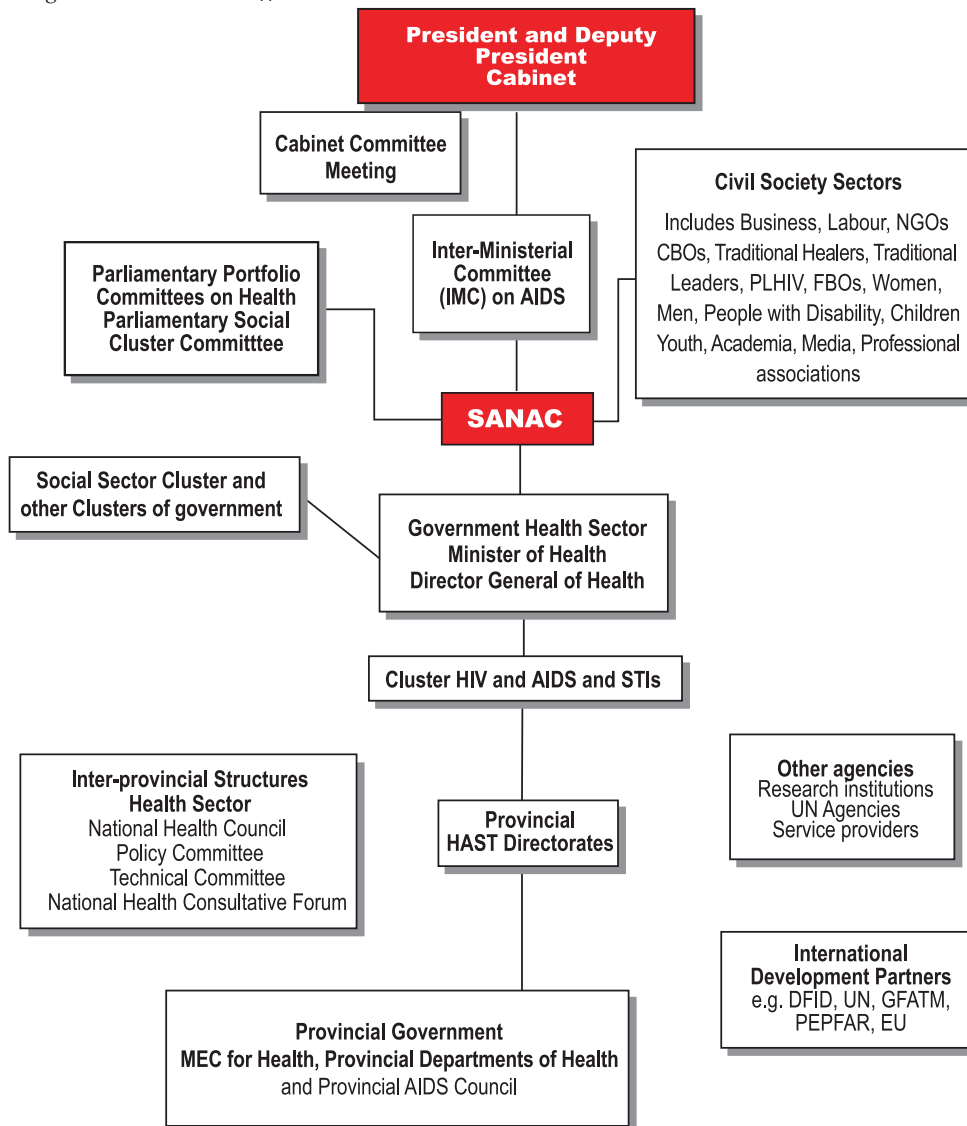 President and Deputy
President
Cabinet
Cabinet Committee
Meeting
Civil Society Sectors
Includes Business, Labour, NGOs
CBOs, Traditional Healers, Traditional
Leaders, PLHIV, FBOs, Women,
Men, People with Disability, Children
Youth, Academia, Media, Professional
associations
Inter-Ministerial
Committee
(IMC) on AIDS
Parliamentary Portfolio
Committees on Health
Parliamentary Social
Cluster Committtee
SANAC
Social Sector Cluster and
other Clusters of government
Government Health Sector
Minister of Health
Director General of Health
Cluster HIV and AIDS and STIs
Inter-provincial Structures
Health Sector
National Health Council
Policy Committee
Technical Committee
National Health Consultative Forum
Provincial
HAST Directorates
Other agencies
Research institutions
UN Agencies
Service providers
International
Development Partners
e.g. DFID, UN, GFATM,
PEPFAR, EU
Provincial Government
MEC for Health, Provincial Departments of Health
and Provincial AIDS Council